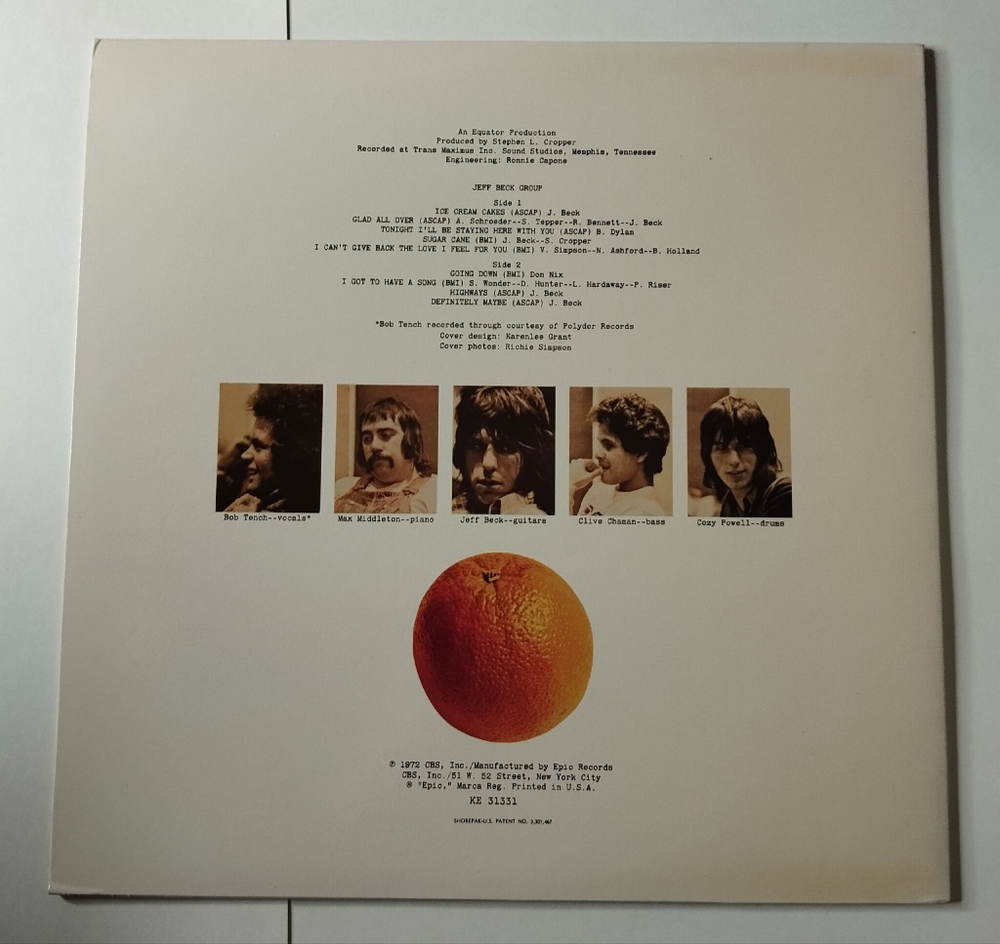 An Equator Production
Produced by Stephen L. Cropper
Recorded at Trans Maximus Inc. Sound Studios, Memphis, Tennessee
Engineering: Ronnie Capone
JEFF BECK GROUP
Side 1
ICE CREAM CAKES (ASCAP) J. Beck
GLAD ALL OVER (ASCAP) A. Schroeder--S. Tepper--R. Bennett--J. Beck
TONIGHT I'LL BE STAYING HERE WITH YOU (ASCAP) B. Dylan
SUGAR CANE (BMI) J. Beck--S. Cropper
I CAN'T GIVE BACK THE LOVE I FEEL FOR YOU (BMI) V. Simpson--N. Ashford--B. Holland
Side 2
GOING DOWN (BMI) Don Nix
I GOT TO HAVE A SONG (BMI) S. Wonder--D. Hunter--L. Hardaway--P. Riser
HIGHWAYS (ASCAP) J. Beck
DEFINITELY MAYBE (ASCAP) J. Beck
*Bob Tench recorded through courtesy of Polydor Records
Cover design: Karenlee Grant
Cover photos: Richie Simpson
Bob Tench--vocals*
Max Middleton--piano
Jeff Beck--guitars
Clive Chaman--bass
Cozy Powell--drums
℗ 1972 CBS, Inc./Manufactured by Epic Records
CBS, Inc./51 W. 52 Street, New York City
® "Epic," Marca Reg. Printed in U.S.A.
KE 31331
SHOREPAK-U.S. PATENT NO. 3,301,467